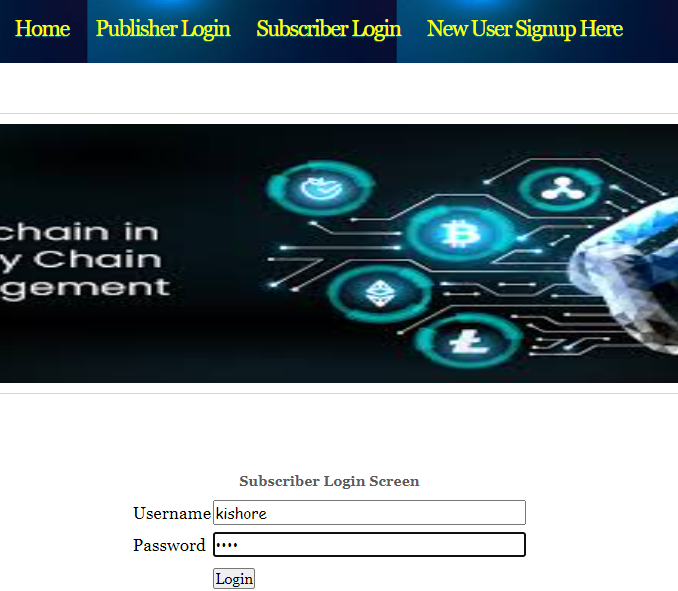 Home Publisher Login Subscriber Login New User Signup Here
chain in
y Chain
gement
Subscriber Login Screen
Username kishore
Password ••••
Login